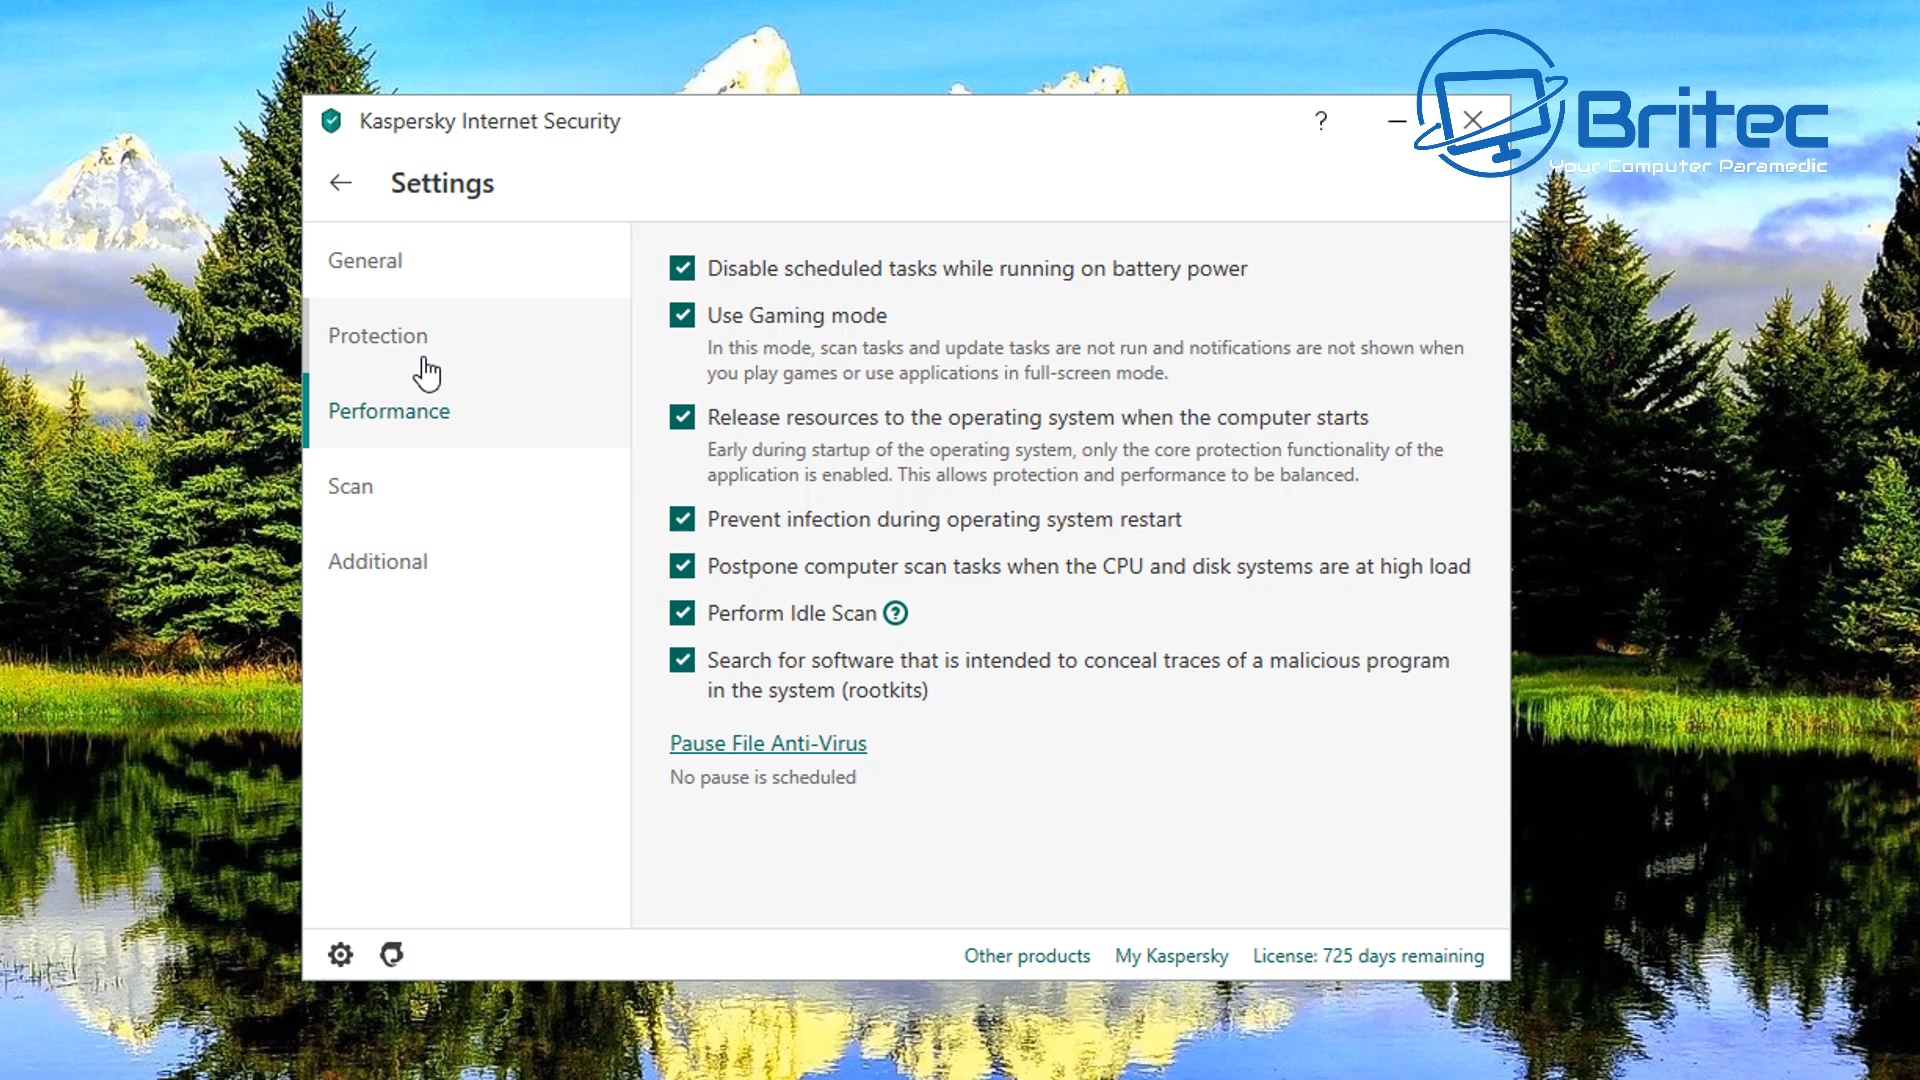 Britec
Your Computer Paramedic
Kaspersky Internet Security
?
Settings
General
Protection
Performance
Scan
Additional
Disable scheduled tasks while running on battery power
Use Gaming mode
In this mode, scan tasks and update tasks are not run and notifications are not shown when
you play games or use applications in full-screen mode.
Release resources to the operating system when the computer starts
Early during startup of the operating system, only the core protection functionality of the
application is enabled. This allows protection and performance to be balanced.
Prevent infection during operating system restart
Postpone computer scan tasks when the CPU and disk systems are at high load
Perform Idle Scan ?
Search for software that is intended to conceal traces of a malicious program
in the system (rootkits)
Pause File Anti-Virus
No pause is scheduled
Other products My Kaspersky License: 725 days remaining